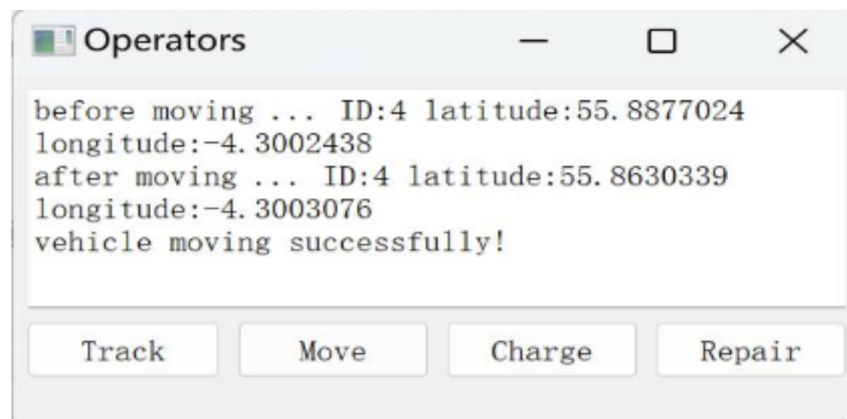 Operators
before moving ... ID:4 latitude:55.8877024
longitude:-4.3002438
after moving ... ID:4 latitude:55.8630339
longitude:-4.3003076
vehicle moving successfully!
Track Move Charge Repair